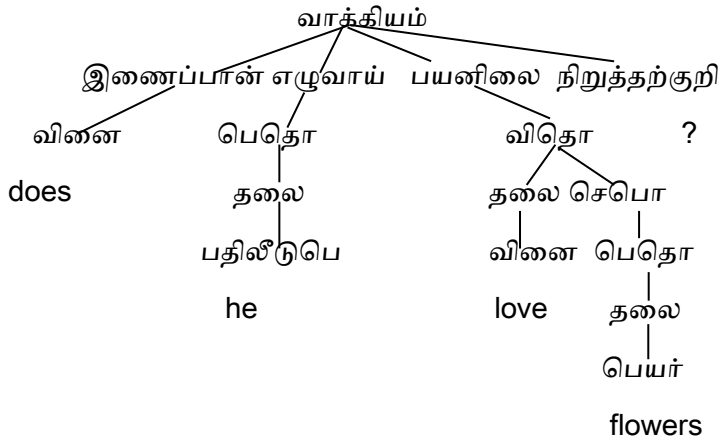 வாக்கியம்
இணைப்பான் எழுவாய் பயனிலை நிறுத்தற்குறி
வினை பெதொ விதொ ?
does தலை தலை செபொ
பதிலீடுபெ வினை பெதொ
he love தலை
பெயர்
flowers